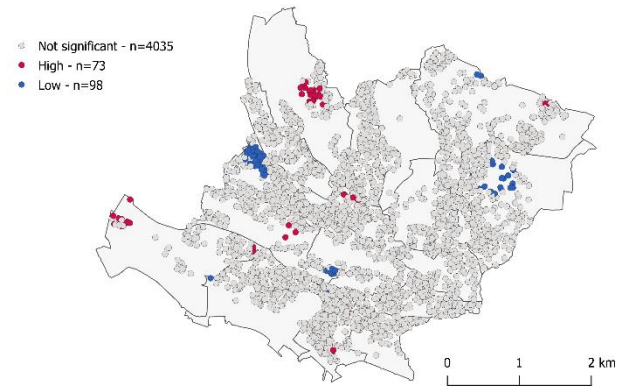 Not significant - n=4035
High - n=73
Low - n=98
0 1 2 km